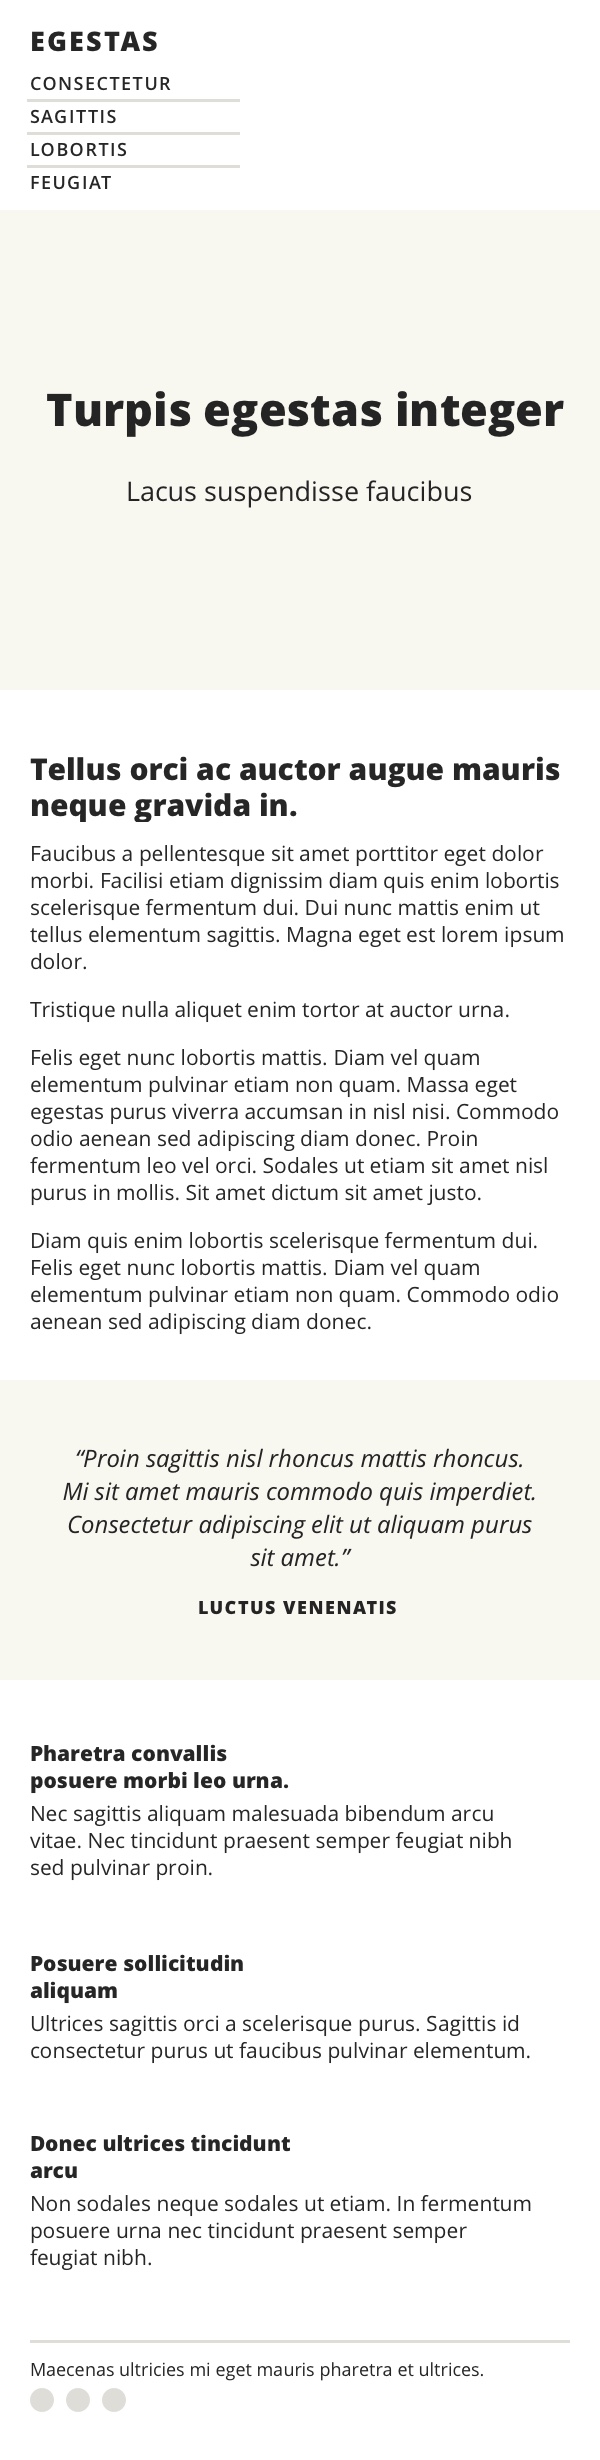 EGESTAS
CONSECTETUR
SAGITTIS
LOBORTIS
FEUGIAT
Turpis egestas integer
Lacus suspendisse faucibus
Tellus orci ac auctor augue mauris
neque gravida in.
Faucibus a pellentesque sit amet porttitor eget dolor
morbi. Facilisi etiam dignissim diam quis enim lobortis
scelerisque fermentum dui. Dui nunc mattis enim ut
tellus elementum sagittis. Magna eget est lorem ipsum
dolor.
Tristique nulla aliquet enim tortor at auctor urna.
Felis eget nunc lobortis mattis. Diam vel quam
elementum pulvinar etiam non quam. Massa eget
egestas purus viverra accumsan in nisl nisi. Commodo
odio aenean sed adipiscing diam donec. Proin
fermentum leo vel orci. Sodales ut etiam sit amet nisl
purus in mollis. Sit amet dictum sit amet justo.
Diam quis enim lobortis scelerisque fermentum dui.
Felis eget nunc lobortis mattis. Diam vel quam
elementum pulvinar etiam non quam. Commodo odio
aenean sed adipiscing diam donec.
“Proin sagittis nisl rhoncus mattis rhoncus.
Mi sit amet mauris commodo quis imperdiet.
Consectetur adipiscing elit ut aliquam purus
sit amet.”
LUCTUS VENENATIS
Pharetra convallis
posuere morbi leo urna.
Nec sagittis aliquam malesuada bibendum arcu
vitae. Nec tincidunt praesent semper feugiat nibh
sed pulvinar proin.
Posuere sollicitudin
aliquam
Ultrices sagittis orci a scelerisque purus. Sagittis id
consectetur purus ut faucibus pulvinar elementum.
Donec ultrices tincidunt
arcu
Non sodales neque sodales ut etiam. In fermentum
posuere urna nec tincidunt praesent semper
feugiat nibh.
Maecenas ultricies mi eget mauris pharetra et ultrices.